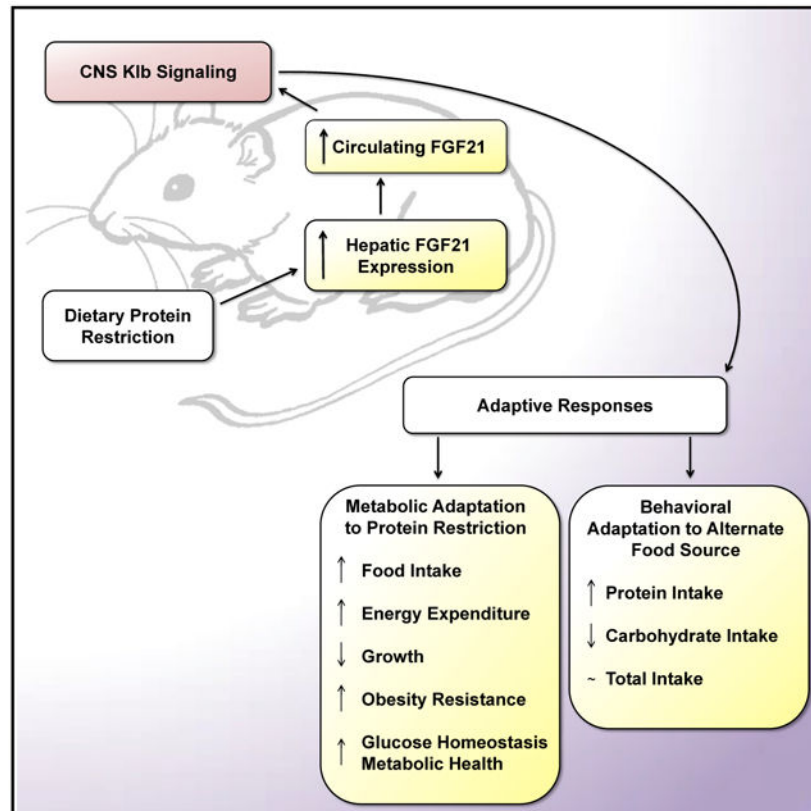 CNS Klb Signaling
↑ Circulating FGF21
↑ Hepatic FGF21
Expression
Dietary Protein
Restriction
Adaptive Responses
Metabolic Adaptation
to Protein Restriction
↑ Food Intake
↑ Energy Expenditure
↓ Growth
↑ Obesity Resistance
↑ Glucose Homeostasis
Metabolic Health
Behavioral
Adaptation to Alternate
Food Source
↑ Protein Intake
↓ Carbohydrate Intake
~ Total Intake